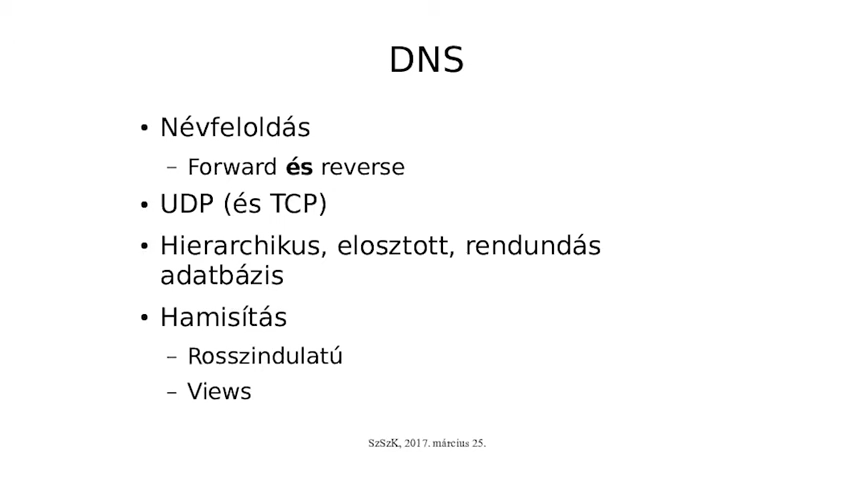 DNS
• Névfeloldás
– Forward és reverse
• UDP (és TCP)
• Hierarchikus, elosztott, rendundás
adatbázis
• Hamisítás
– Rosszindulatú
– Views
SzSzK, 2017. március 25.